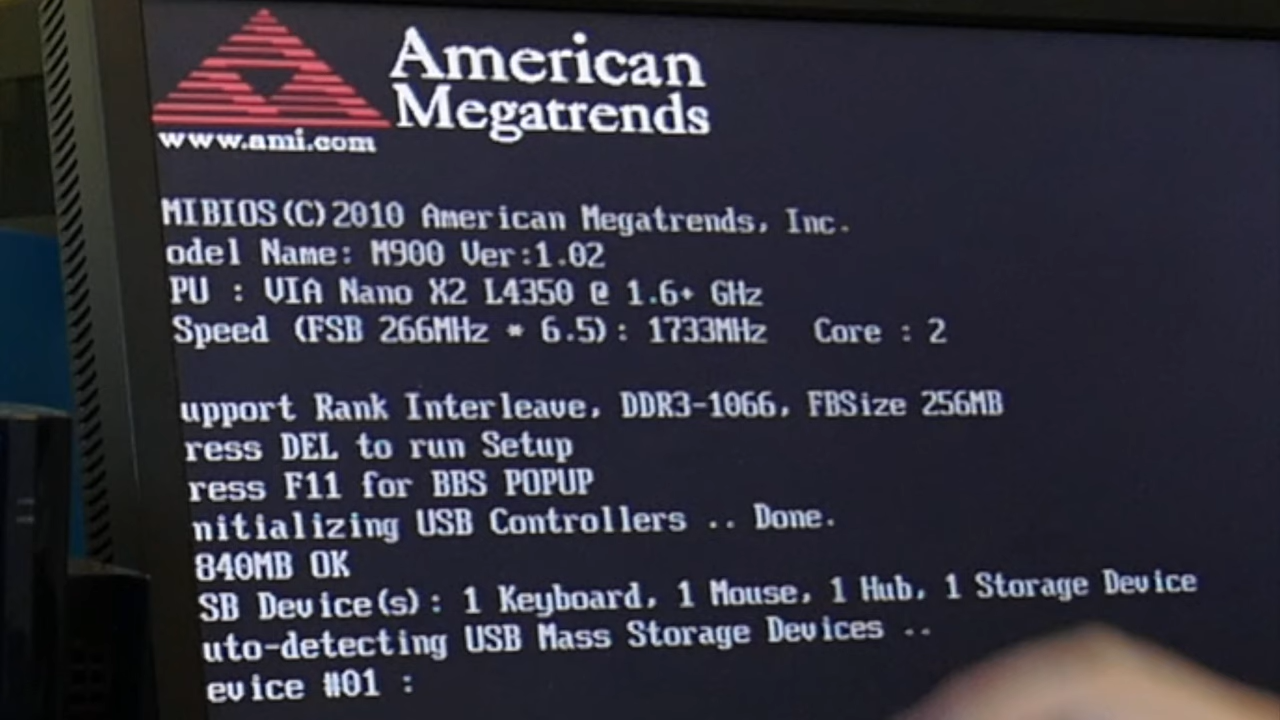 American
Megatrends
www.ami.com
MIBIOS(C)2010 American Megatrends, Inc.
odel Name: M900 Ver:1.02
PU : VIA Nano X2 L4350 @ 1.6+ GHz
Speed (FSB 266MHz * 6.5): 1733MHz Core : 2
upport Rank Interleave, DDR3-1066, FBSize 256MB
ress DEL to run Setup
ress F11 for BBS POPUP
nitializing USB Controllers .. Done.
840MB OK
SB Device(s): 1 Keyboard, 1 Mouse, 1 Hub, 1 Storage Device
uto-detecting USB Mass Storage Devices ..
evice #01 :